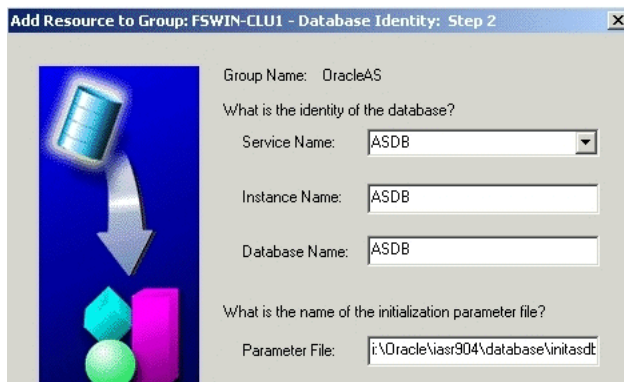 Add Resource to Group: FSWIN-CLU1 - Database Identity: Step 2
Group Name: OracleAS
What is the identity of the database?
Service Name: ASDB
Instance Name: ASDB
Database Name: ASDB
What is the name of the initialization parameter file?
Parameter File: i:\Oracle\iasr904\database\initasdb